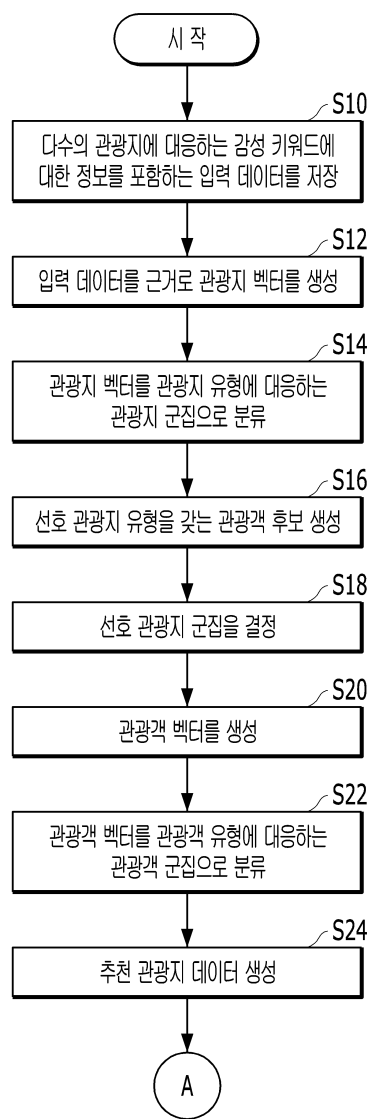 시 작
S10
다수의 관광지에 대응하는 감성 키워드에
대한 정보를 포함하는 입력 데이터를 저장
S12
입력 데이터를 근거로 관광지 벡터를 생성
S14
관광지 벡터를 관광지 유형에 대응하는
관광지 군집으로 분류
S16
선호 관광지 유형을 갖는 관광객 후보 생성
S18
선호 관광지 군집을 결정
S20
관광객 벡터를 생성
S22
관광객 벡터를 관광객 유형에 대응하는
관광객 군집으로 분류
S24
추천 관광지 데이터 생성
A